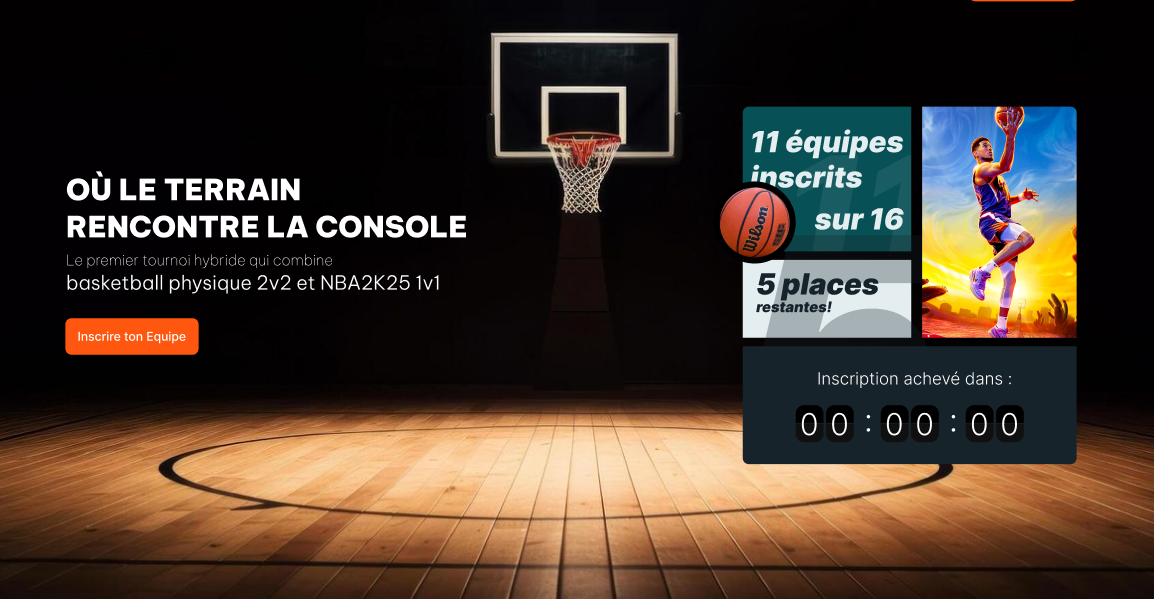 OÙ LE TERRAIN
RENCONTRE LA CONSOLE
Le premier tournoi hybride qui combine
basketball physique 2v2 et NBA2K25 1v1
Inscrire ton Equipe
11 équipes
inscrits
sur 16
Wilson
5 places
restantes!
Inscription achevé dans :
00 : 00 : 00